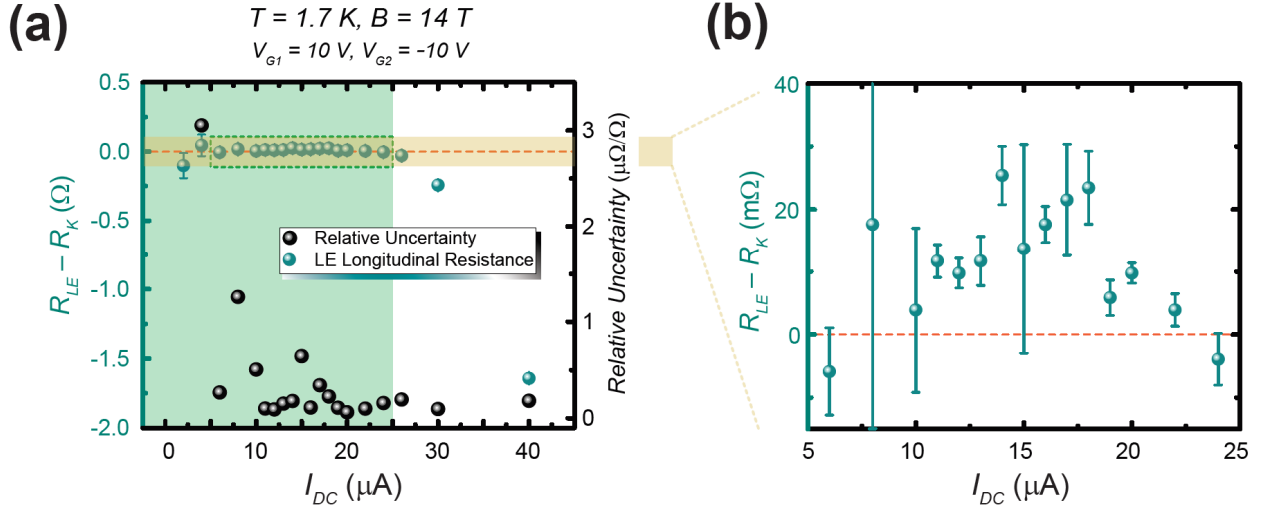 (a)
T = 1.7 K, B = 14 T
V_G1 = 10 V, V_G2 = -10 V
0.5
0.0
-0.5
-1.0
-1.5
-2.0
R_LE − R_K (Ω)
Relative Uncertainty
LE Longitudinal Resistance
3
2
1
0
Relative Uncertainty (μΩ/Ω)
0 10 20 30 40
I_DC (μA)
(b)
40
20
0
R_LE − R_K (mΩ)
5 10 15 20 25
I_DC (μA)